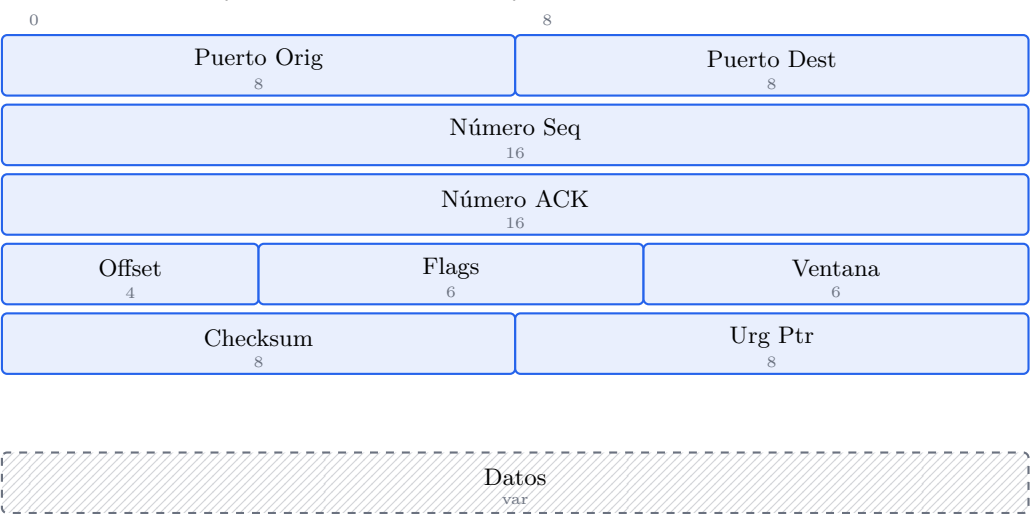 0 8
Puerto Orig Puerto Dest
8 8
Número Seq
16
Número ACK
16
Offset Flags Ventana
4 6 6
Checksum Urg Ptr
8 8
Datos
var